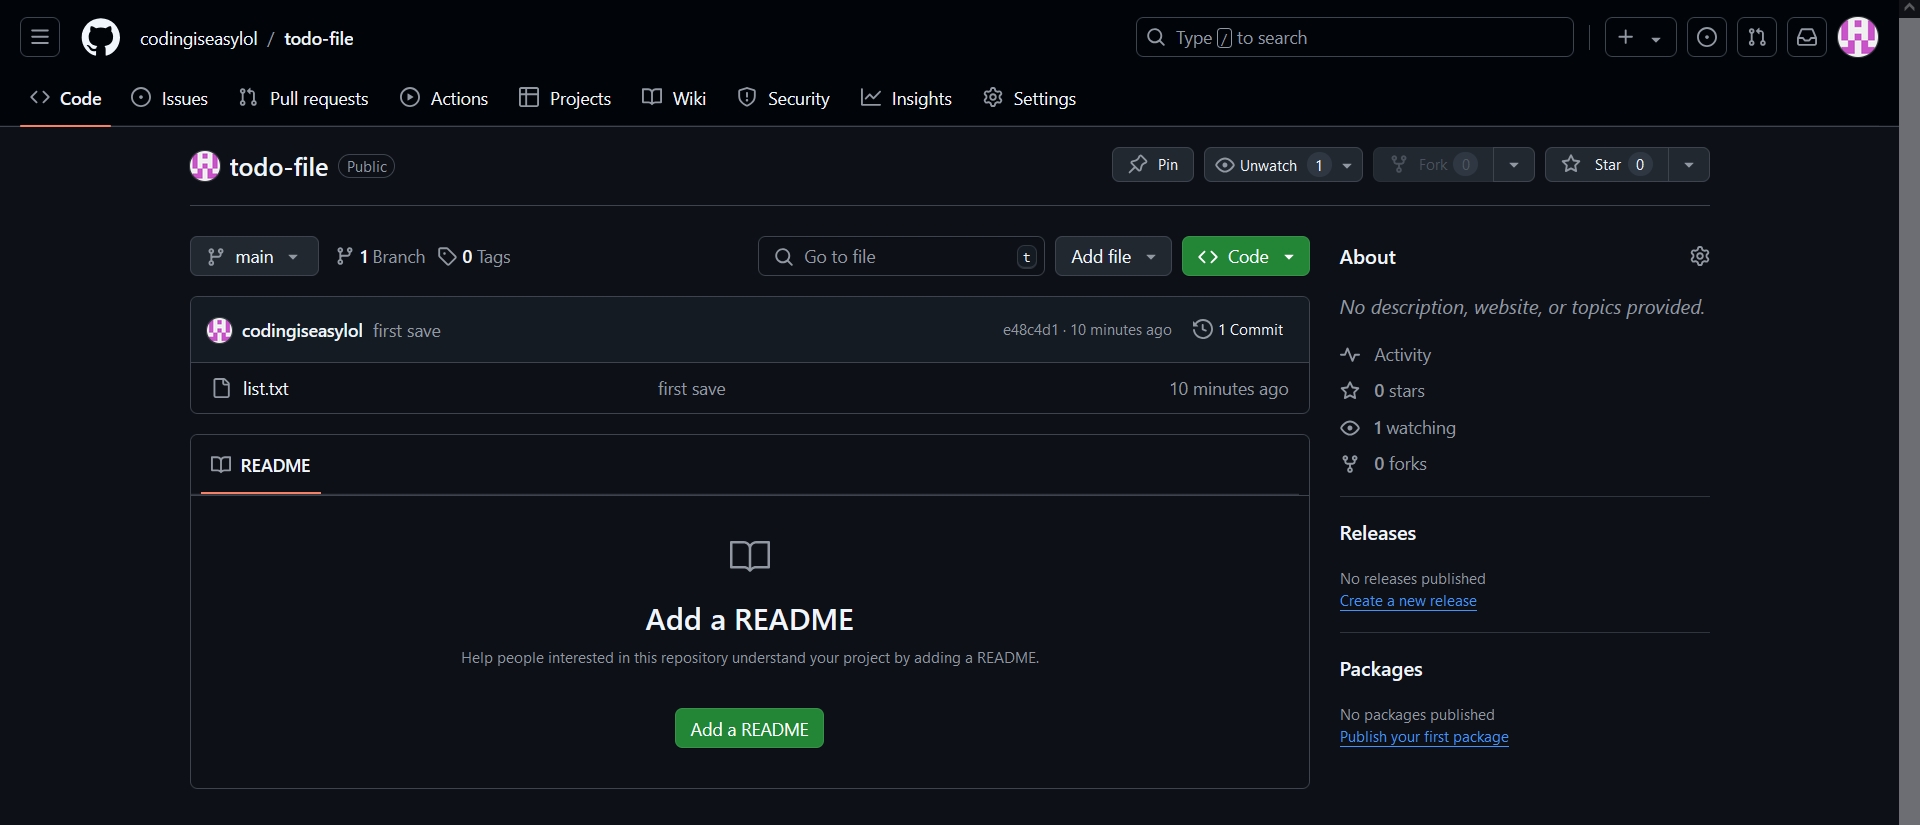 codingiseasylol / todo-file
Type / to search
Code Issues Pull requests Actions Projects Wiki Security Insights Settings
todo-file Public
Pin Unwatch 1 Fork 0 Star 0
main 1 Branch 0 Tags
Go to file t Add file Code
codingiseasylol first save e48c4d1 · 10 minutes ago 1 Commit
list.txt first save 10 minutes ago
README
Add a README
Help people interested in this repository understand your project by adding a README.
Add a README
About
No description, website, or topics provided.
Activity
0 stars
1 watching
0 forks
Releases
No releases published
Create a new release
Packages
No packages published
Publish your first package